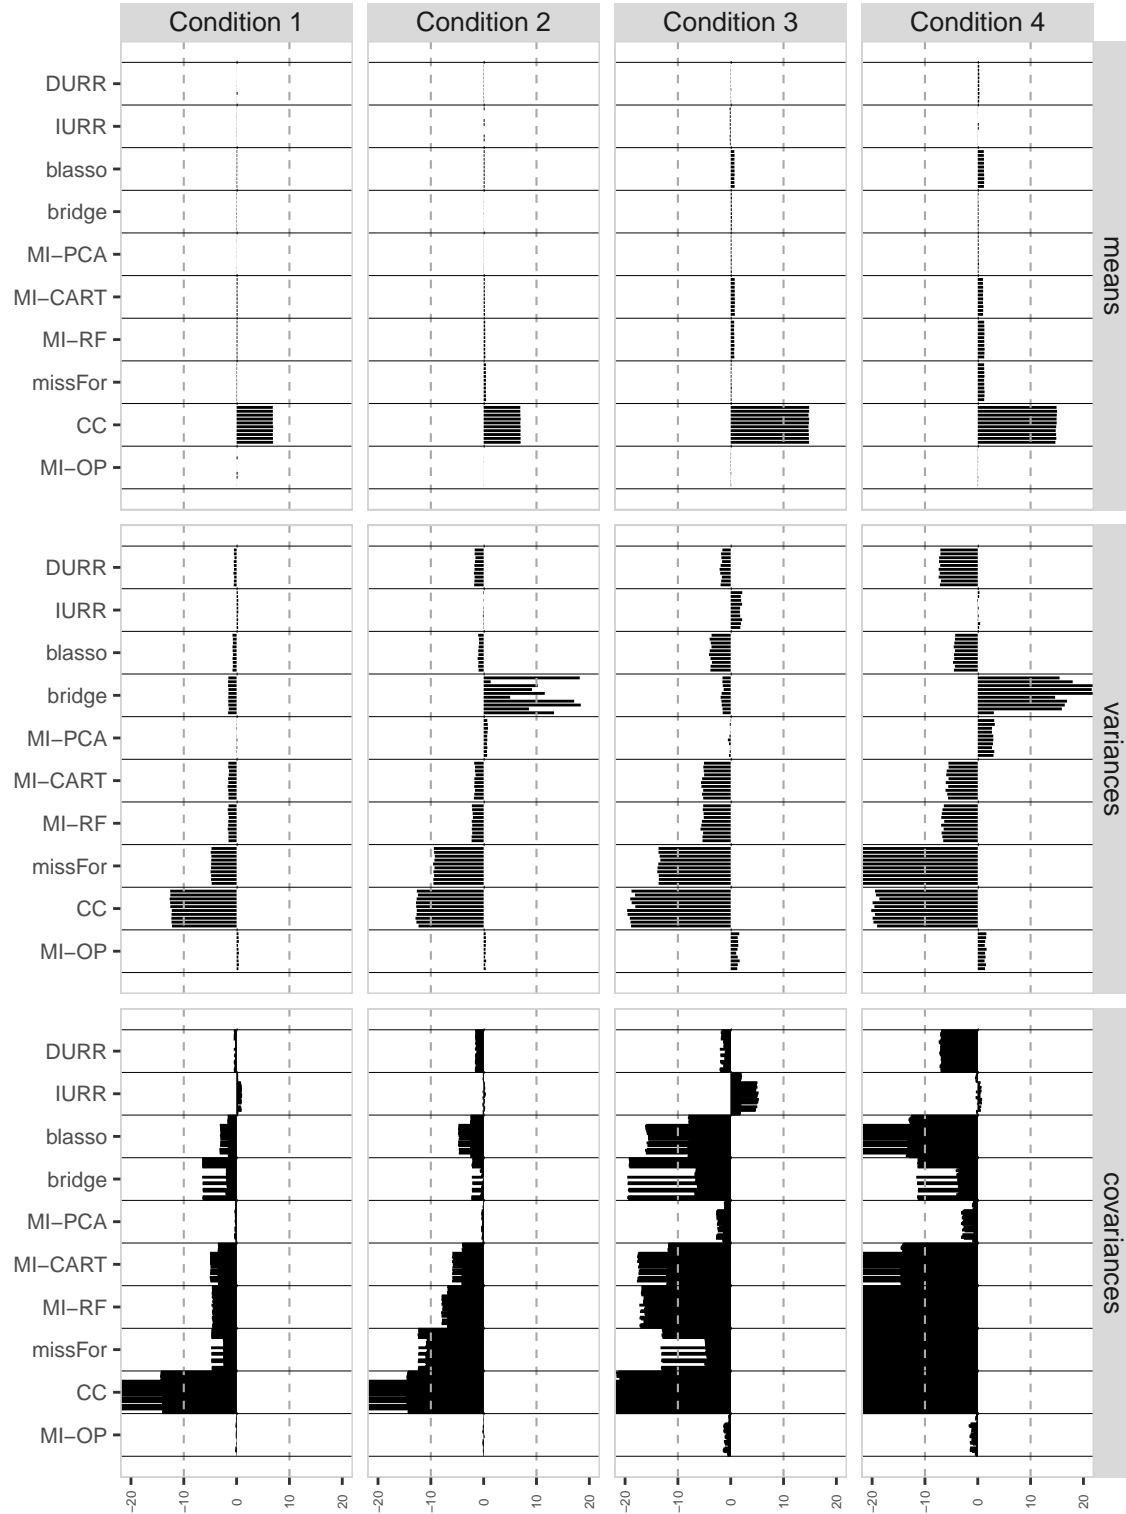 Condition 1 Condition 2 Condition 3 Condition 4
DURR
IURR
blasso
bridge
MI−PCA
MI−CART
MI−RF
missFor
CC
MI−OP
means
DURR
IURR
blasso
bridge
MI−PCA
MI−CART
MI−RF
missFor
CC
MI−OP
variances
DURR
IURR
blasso
bridge
MI−PCA
MI−CART
MI−RF
missFor
CC
MI−OP
covariances
−20 −10 0 10 20 −20 −10 0 10 20 −20 −10 0 10 20 −20 −10 0 10 20